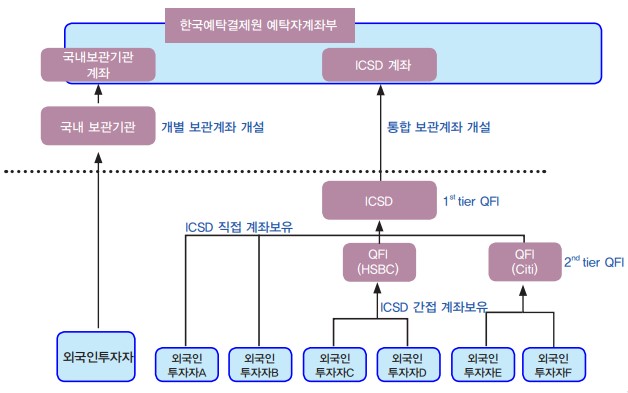 한국예탁결제원 예탁자계좌부
국내보관기관
계좌
ICSD 계좌
국내 보관기관
개별 보관계좌 개설
통합 보관계좌 개설
ICSD
1st tier QFI
ICSD 직접 계좌보유
QFI
(HSBC)
QFI
(Citi)
2nd tier QFI
ICSD 간접 계좌보유
외국인투자자
외국인
투자자A
외국인
투자자B
외국인
투자자C
외국인
투자자D
외국인
투자자E
외국인
투자자F